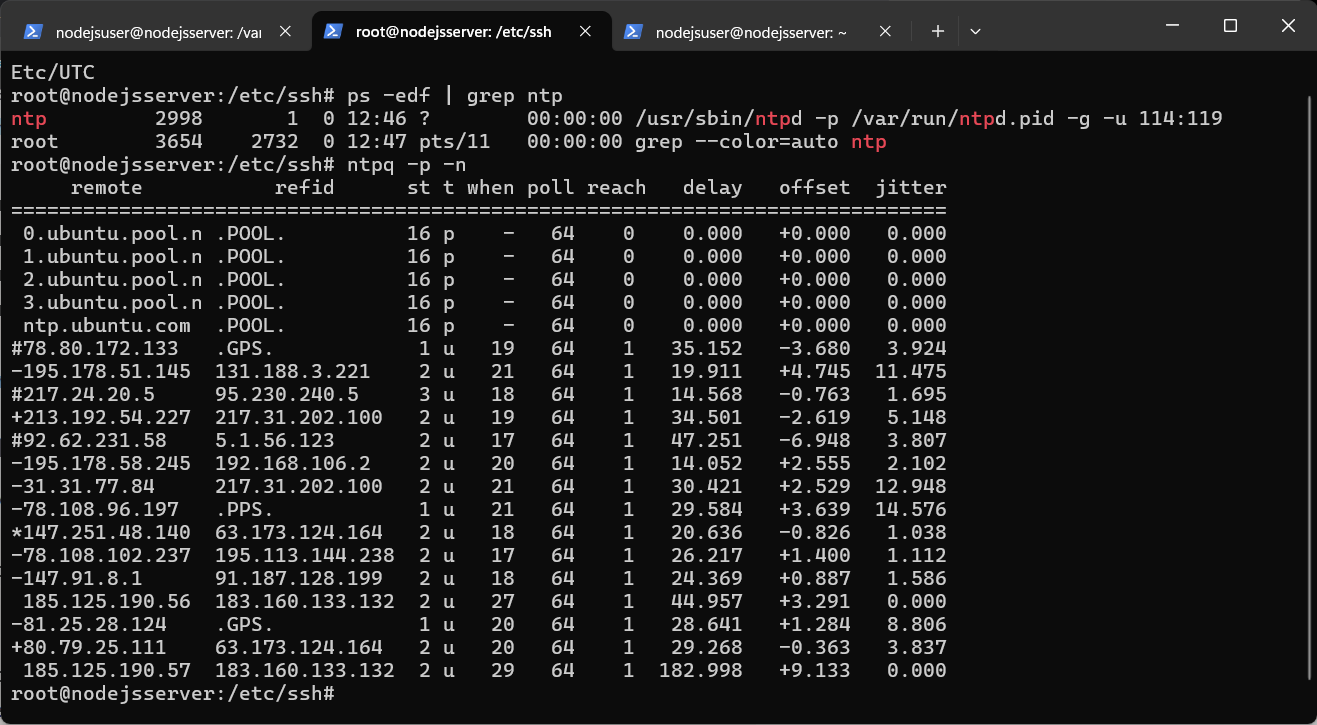 nodejsuser@nodejsserver: /var
root@nodejsserver: /etc/ssh
nodejsuser@nodejsserver: ~
Etc/UTC
root@nodejsserver:/etc/ssh# ps -edf | grep ntp
ntp         2998       1  0 12:46 ?        00:00:00 /usr/sbin/ntpd -p /var/run/ntpd.pid -g -u 114:119
root        3654    2732  0 12:47 pts/11   00:00:00 grep --color=auto ntp
root@nodejsserver:/etc/ssh# ntpq -p -n
     remote           refid      st t when poll reach   delay   offset  jitter
==============================================================================
 0.ubuntu.pool.n .POOL.          16 p    -   64    0    0.000   +0.000   0.000
 1.ubuntu.pool.n .POOL.          16 p    -   64    0    0.000   +0.000   0.000
 2.ubuntu.pool.n .POOL.          16 p    -   64    0    0.000   +0.000   0.000
 3.ubuntu.pool.n .POOL.          16 p    -   64    0    0.000   +0.000   0.000
 ntp.ubuntu.com  .POOL.          16 p    -   64    0    0.000   +0.000   0.000
#78.80.172.133   .GPS.            1 u   19   64    1   35.152   -3.680   3.924
-195.178.51.145  131.188.3.221    2 u   21   64    1   19.911   +4.745  11.475
#217.24.20.5     95.230.240.5     3 u   18   64    1   14.568   -0.763   1.695
+213.192.54.227  217.31.202.100   2 u   19   64    1   34.501   -2.619   5.148
#92.62.231.58    5.1.56.123       2 u   17   64    1   47.251   -6.948   3.807
-195.178.58.245  192.168.106.2    2 u   20   64    1   14.052   +2.555   2.102
-31.31.77.84     217.31.202.100   2 u   21   64    1   30.421   +2.529  12.948
-78.108.96.197   .PPS.            1 u   21   64    1   29.584   +3.639  14.576
*147.251.48.140  63.173.124.164   2 u   18   64    1   20.636   -0.826   1.038
-78.108.102.237  195.113.144.238  2 u   17   64    1   26.217   +1.400   1.112
-147.91.8.1      91.187.128.199   2 u   18   64    1   24.369   +0.887   1.586
 185.125.190.56  183.160.133.132  2 u   27   64    1   44.957   +3.291   0.000
-81.25.28.124    .GPS.            1 u   20   64    1   28.641   +1.284   8.806
+80.79.25.111    63.173.124.164   2 u   20   64    1   29.268   -0.363   3.837
 185.125.190.57  183.160.133.132  2 u   29   64    1  182.998   +9.133   0.000
root@nodejsserver:/etc/ssh#